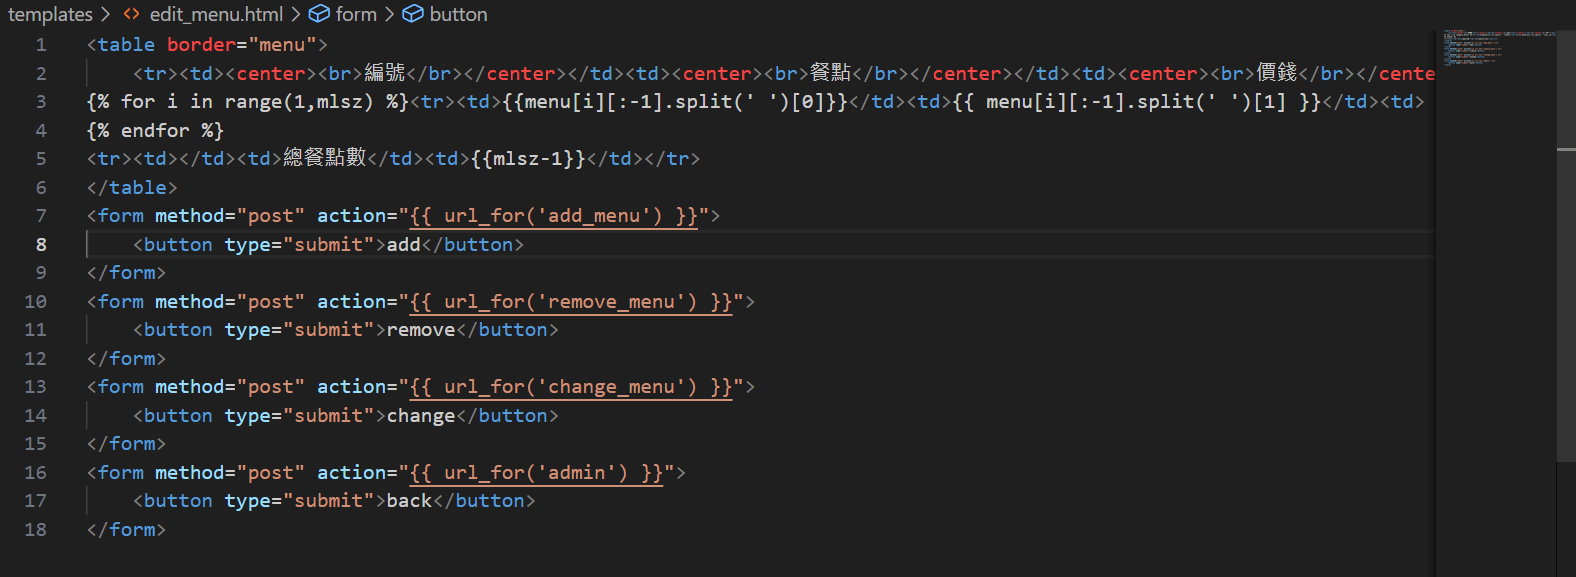 templates > <> edit_menu.html > form > button
1 <table border="menu">
2 <tr><td><center><br>編號</br></center></td><td><center><br>餐點</br></center></td><td><center><br>價錢</br></cente
3 {% for i in range(1,mlsz) %}<tr><td>{{menu[i][:-1].split(' ')[0]}}</td><td>{{ menu[i][:-1].split(' ')[1] }}</td><td>
4 {% endfor %}
5 <tr><td></td><td>總餐點數</td><td>{{mlsz-1}}</td></tr>
6 </table>
7 <form method="post" action="{{ url_for('add_menu') }}">
8 <button type="submit">add</button>
9 </form>
10 <form method="post" action="{{ url_for('remove_menu') }}">
11 <button type="submit">remove</button>
12 </form>
13 <form method="post" action="{{ url_for('change_menu') }}">
14 <button type="submit">change</button>
15 </form>
16 <form method="post" action="{{ url_for('admin') }}">
17 <button type="submit">back</button>
18 </form>